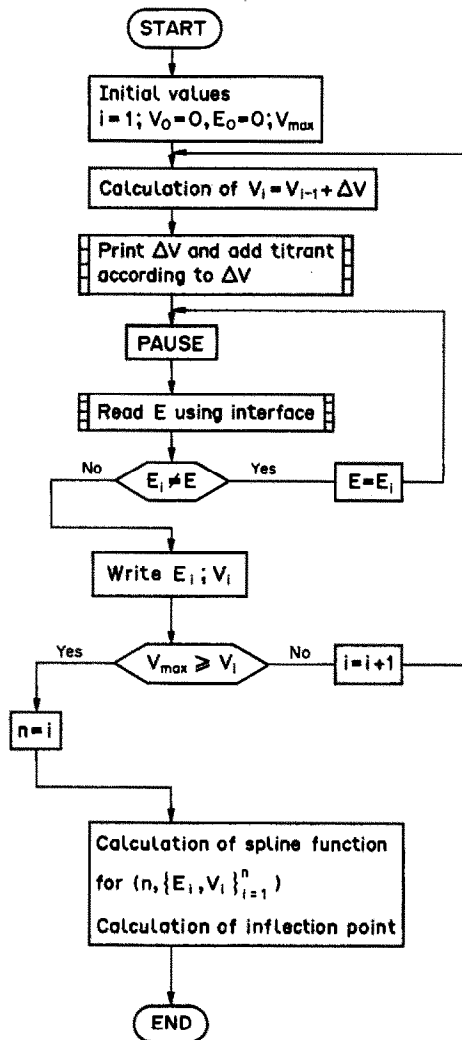 START
Initial values
i = 1; V₀ = 0, E₀ = 0; Vₘₐₓ
Calculation of Vᵢ = Vᵢ₋₁ + ΔV
Print ΔV and add titrant
according to ΔV
PAUSE
Read E using interface
No
Eᵢ ≠ E
Yes
E = Eᵢ
Write Eᵢ ; Vᵢ
Yes
Vₘₐₓ ⩾ Vᵢ
No
i = i + 1
n = i
Calculation of spline function
for (n, {Eᵢ, Vᵢ}ⁿᵢ₌₁)
Calculation of inflection point
END